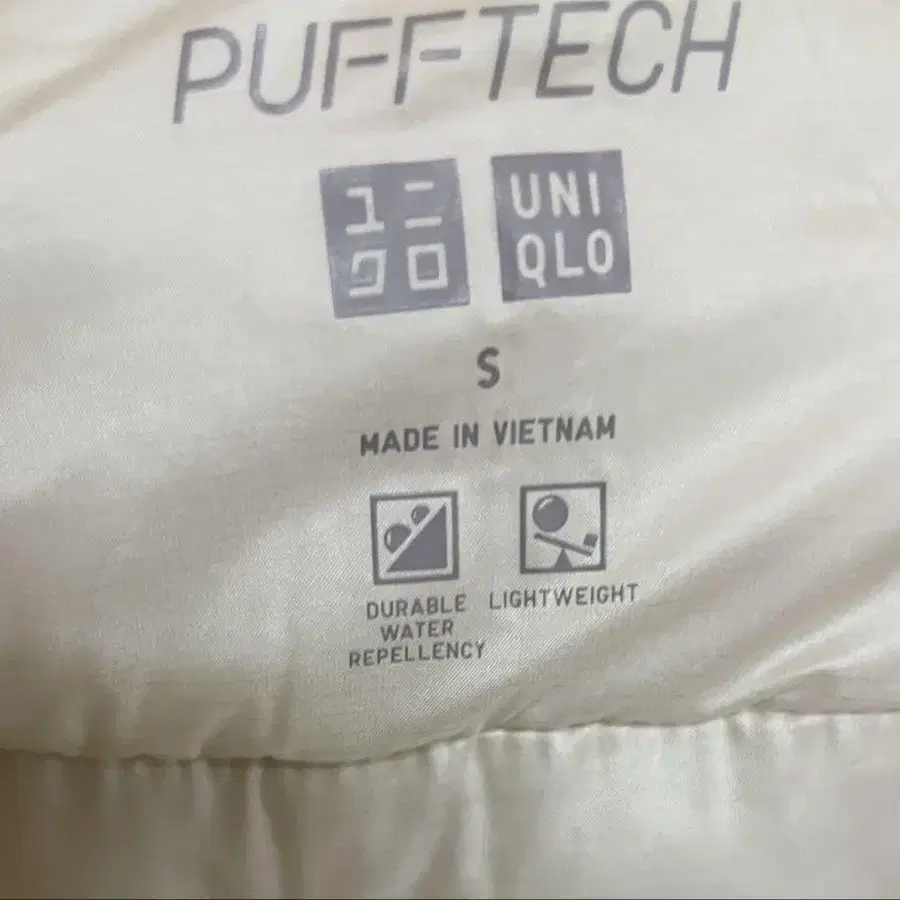 PUFFTECH
ユニ
クロ
UNI
QLO
S
MADE IN VIETNAM
DURABLE
WATER
REPELLENCY
LIGHTWEIGHT